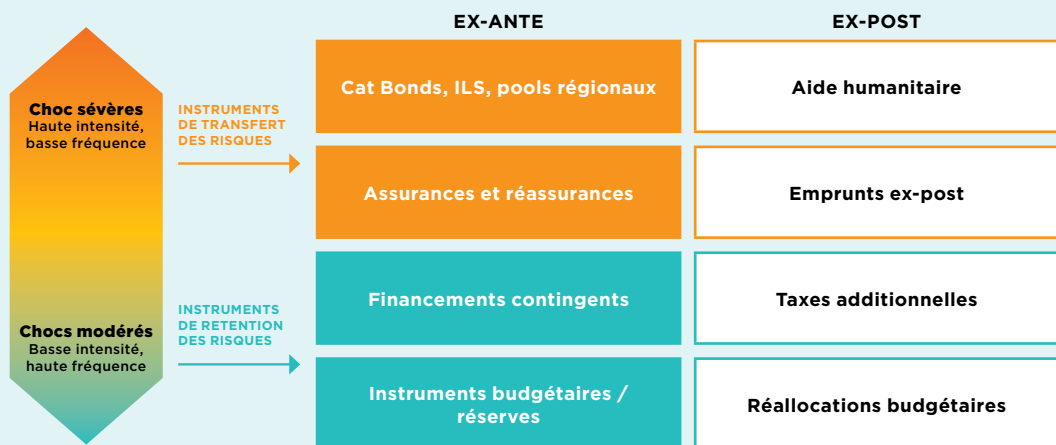 EX-ANTE
EX-POST
Choc sévères
Haute intensité,
basse fréquence
INSTRUMENTS
DE TRANSFERT
DES RISQUES
Cat Bonds, ILS, pools régionaux
Aide humanitaire
Assurances et réassurances
Emprunts ex-post
Chocs modérés
Basse intensité,
haute fréquence
INSTRUMENTS
DE RETENTION
DES RISQUES
Financements contingents
Taxes additionnelles
Instruments budgétaires /
réserves
Réallocations budgétaires